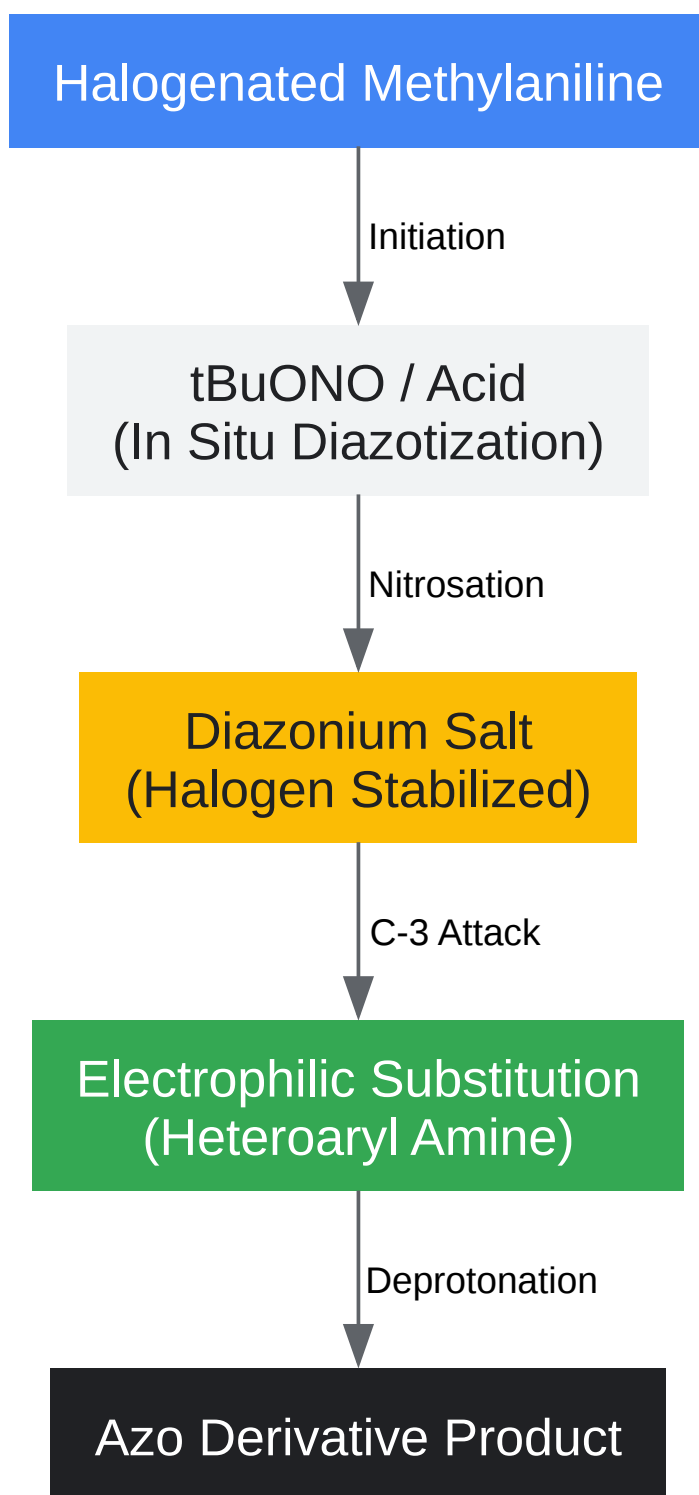 Halogenated Methylaniline
Initiation
tBuONO / Acid
(In Situ Diazotization)
Nitrosation
Diazonium Salt
(Halogen Stabilized)
C-3 Attack
Electrophilic Substitution
(Heteroaryl Amine)
Deprotonation
Azo Derivative Product